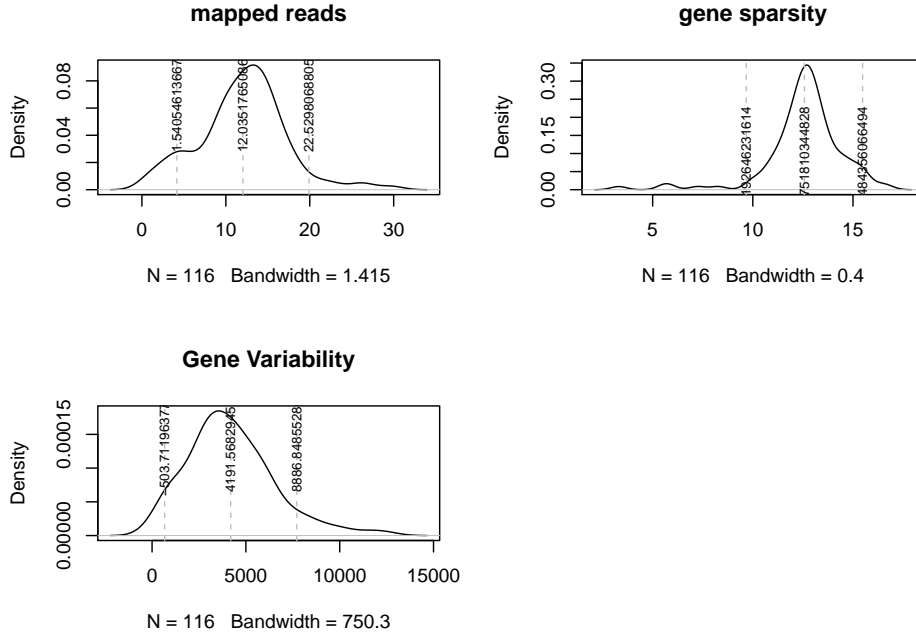 mapped reads
Density
0.00 0.04 0.08
1.54054613667
12.0351765086
22.5298068805
0 10 20 30
N = 116 Bandwidth = 1.415
gene sparsity
Density
0.00 0.15 0.30
192646231614
751810344828
484356066494
5 10 15
N = 116 Bandwidth = 0.4
Gene Variability
Density
0.00000 0.00015
-503.71196377
4191.5682945
8886.8485528
0 5000 10000 15000
N = 116 Bandwidth = 750.3